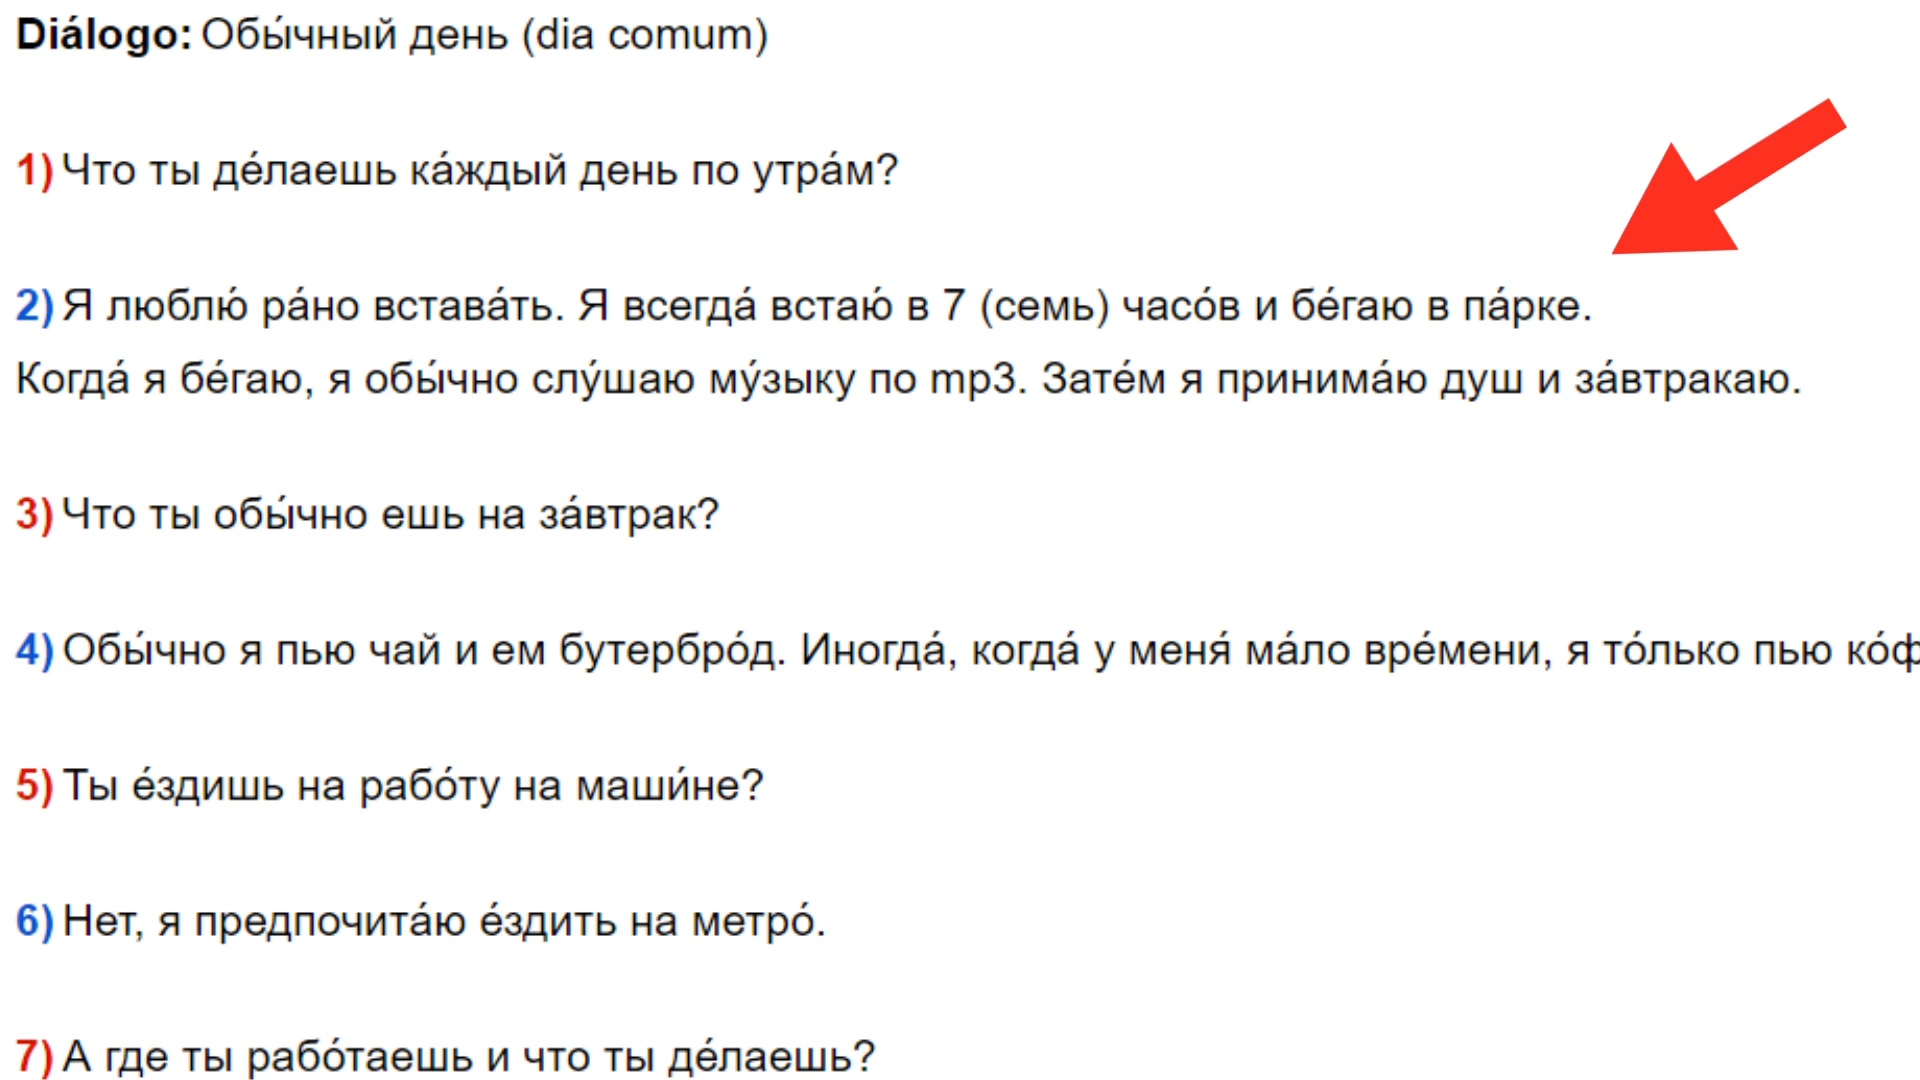 Diálogo: Обы́чный день (dia comum)
1) Что ты де́лаешь ка́ждый день по утра́м?
2) Я люблю́ ра́но встава́ть. Я всегда́ встаю́ в 7 (семь) часо́в и бе́гаю в па́рке.
Когда́ я бе́гаю, я обы́чно слу́шаю му́зыку по mp3. Зате́м я принима́ю душ и за́втракаю.
3) Что ты обы́чно ешь на за́втрак?
4) Обы́чно я пью чай и ем бутербро́д. Иногда́, когда́ у меня́ ма́ло вре́мени, я то́лько пью
5) Ты е́здишь на рабо́ту на маши́не?
6) Нет, я предпочита́ю е́здить на метро́.
7) А где ты рабо́таешь и что ты де́лаешь?